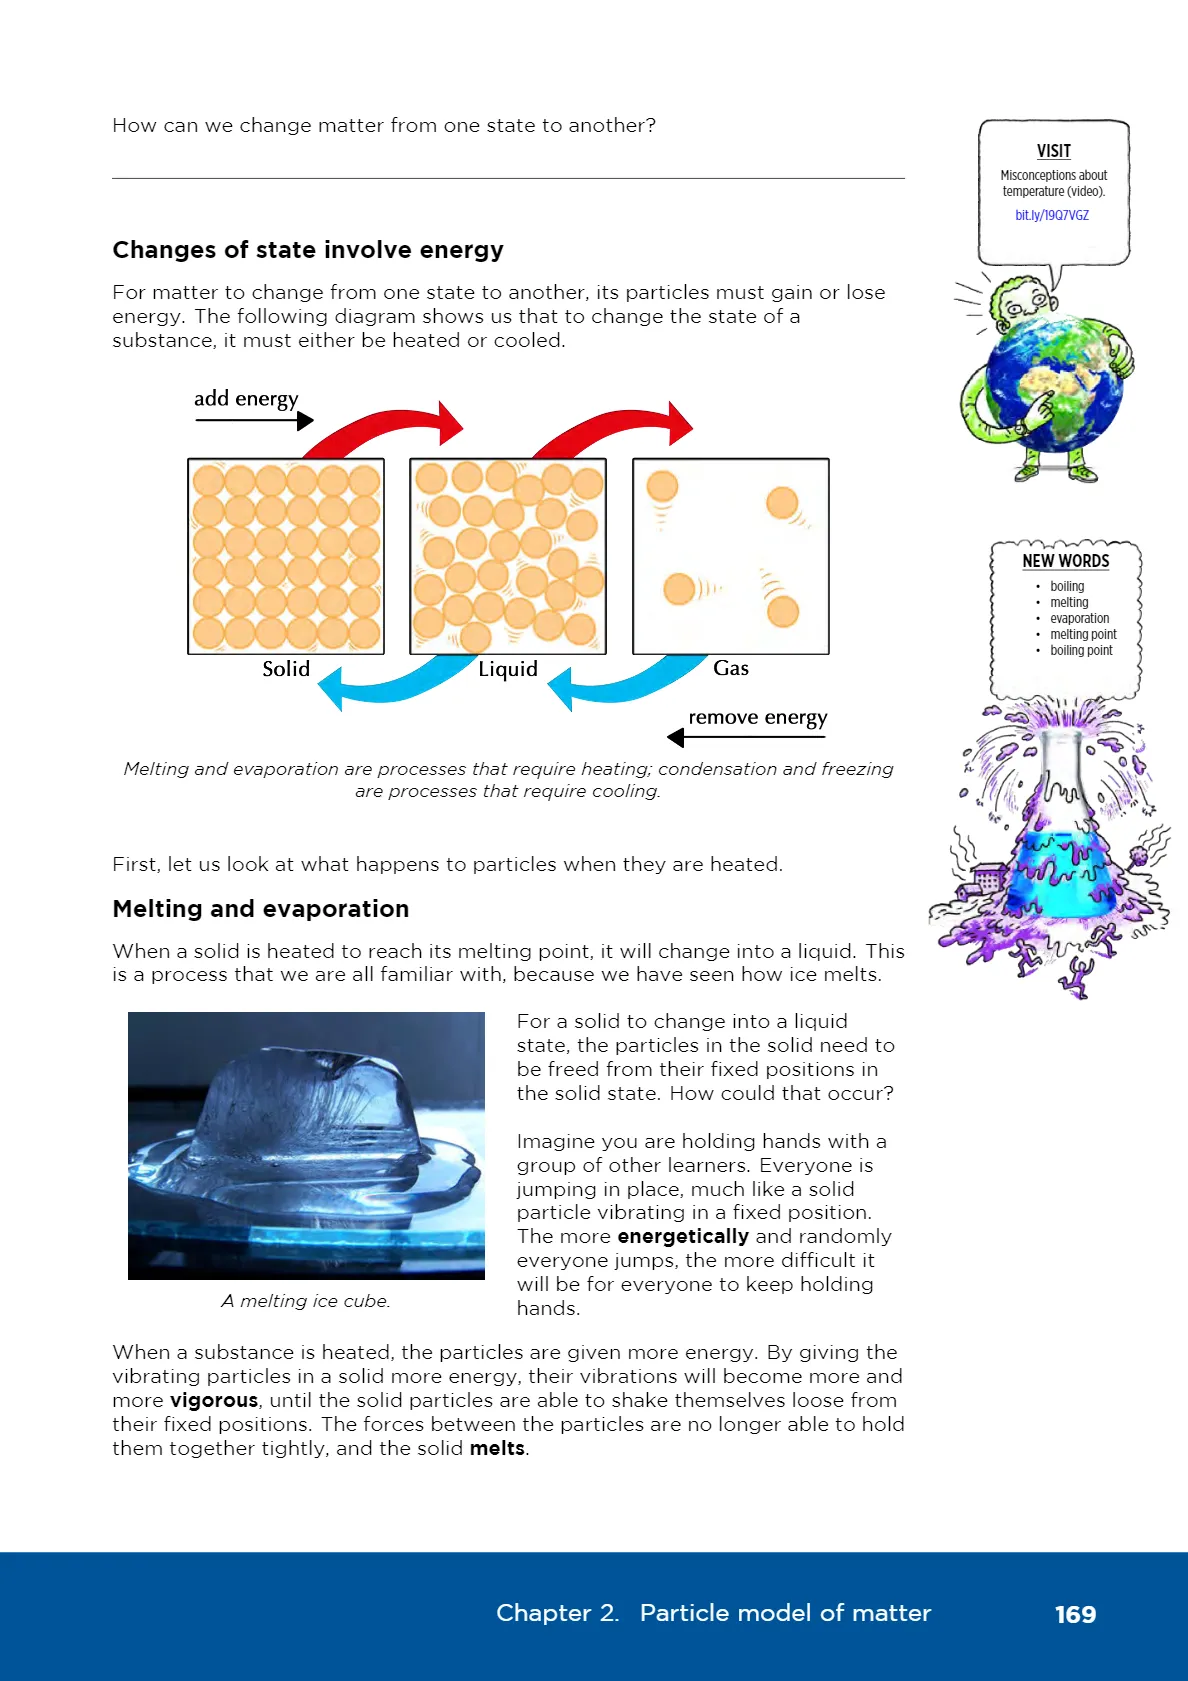 How can we change matter from one state to another?
Changes of state involve energy
For matter to change from one state to another, its particles must gain or lose
energy. The following diagram shows us that to change the state of a
substance, it must either be heated or cooled.
add energy
Solid
Liquid
Gas
remove energy
Melting and evaporation are processes that require heating; condensation and freezing
are processes that require cooling.
First, let us look at what happens to particles when they are heated.
Melting and evaporation
When a solid is heated to reach its melting point, it will change into a liquid. This
is a process that we are all familiar with, because we have seen how ice melts.
A melting ice cube.
For a solid to change into a liquid
state, the particles in the solid need to
be freed from their fixed positions in
the solid state. How could that occur?
Imagine you are holding hands with a
group of other learners. Everyone is
jumping in place, much like a solid
particle vibrating in a fixed position.
The more energetically and randomly
everyone jumps, the more difficult it
will be for everyone to keep holding
hands.
When a substance is heated, the particles are given more energy. By giving the
vibrating particles in a solid more energy, their vibrations will become more and
more vigorous, until the solid particles are able to shake themselves loose from
their fixed positions. The forces between the particles are no longer able to hold
them together tightly, and the solid melts.
VISIT
Misconceptions about
temperature (video).
bit.ly/19Q7VGZ
NEW WORDS
• boiling
• melting
• evaporation
• melting point
• boiling point
Chapter 2. Particle model of matter 169